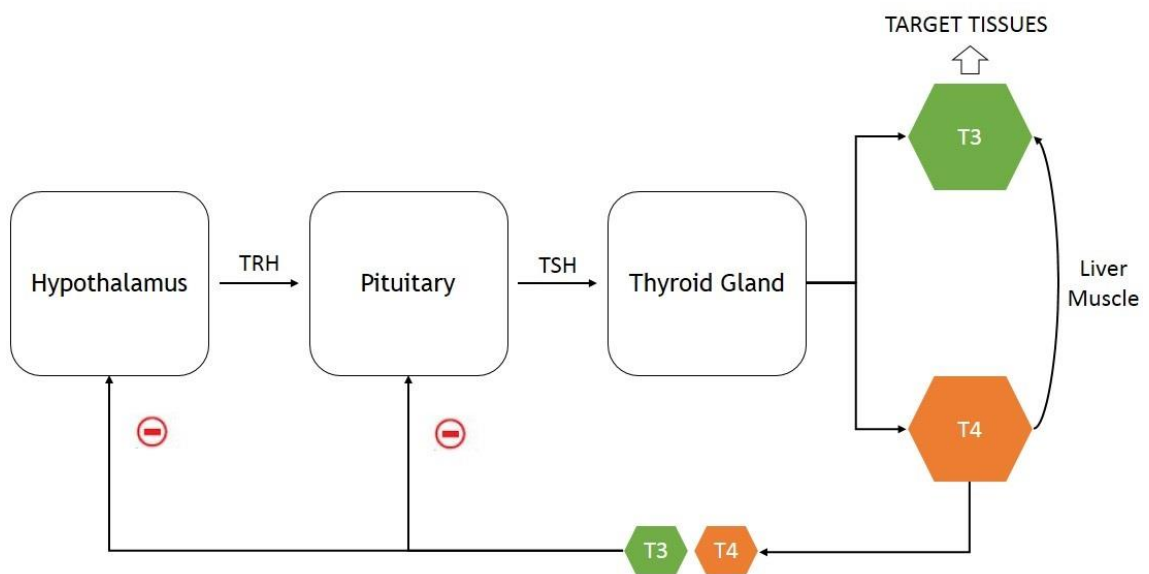 TARGET TISSUES
T3
Hypothalamus
TRH
Pituitary
TSH
Thyroid Gland
Liver
Muscle
T4
T3
T4